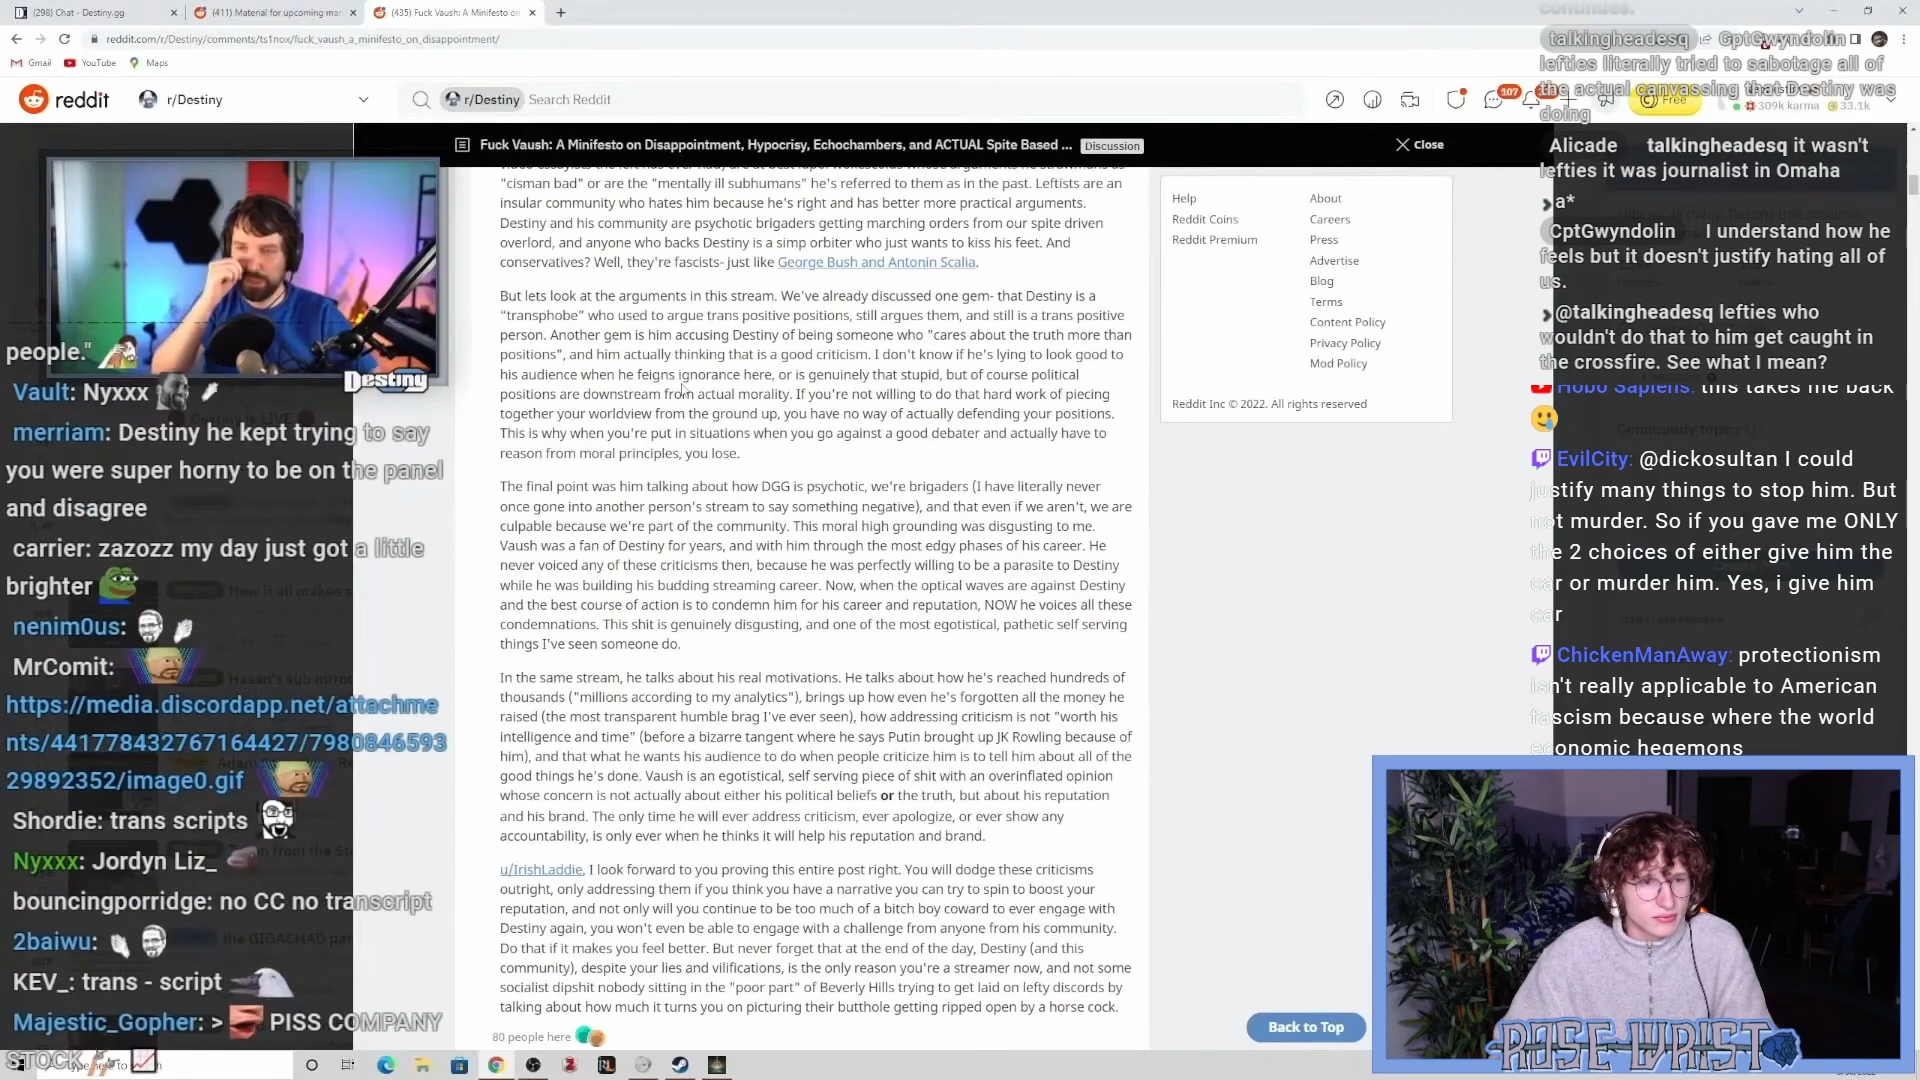 (298) Chat - Destiny.gg
(411) Material for upcoming mar
(435) Fuck Vaush: A Manifesto on
reddit.com/r/Destiny/comments/ts1nox/fuck_vaush_a_manifesto_on_disappointment/
Gmail
YouTube
Maps
reddit
r/Destiny
r/Destiny
Search Reddit
107
Free
309k karma
33.1k
Fuck Vaush: A Manifesto on Disappointment, Hypocrisy, Echochambers, and ACTUAL Spite Based ...
Discussion
Close
"cisman bad" or are the "mentally ill subhumans" he's referred to them as in the past. Leftists are an
insular community who hates him because he's right and has better more practical arguments.
Destiny and his community are psychotic brigaders getting marching orders from our spite driven
overlord, and anyone who backs Destiny is a simp orbiter who just wants to kiss his feet. And
conservatives? Well, they're fascists- just like George Bush and Antonin Scalia.
But lets look at the arguments in this stream. We've already discussed one gem- that Destiny is a
“transphobe” who used to argue trans positive positions, still argues them, and still is a trans positive
person. Another gem is him accusing Destiny of being someone who "cares about the truth more than
positions", and him actually thinking that is a good criticism. I don't know if he's lying to look good to
his audience when he feigns ignorance here, or is genuinely that stupid, but of course political
positions are downstream from actual morality. If you're not willing to do that hard work of piecing
together your worldview from the ground up, you have no way of actually defending your positions.
This is why when you're put in situations when you go against a good debater and actually have to
reason from moral principles, you lose.
The final point was him talking about how DGG is psychotic, we're brigaders (I have literally never
once gone into another person's stream to say something negative), and that even if we aren't, we are
culpable because we're part of the community. This moral high grounding was disgusting to me.
Vaush was a fan of Destiny for years, and with him through the most edgy phases of his career. He
never voiced any of these criticisms then, because he was perfectly willing to be a parasite to Destiny
while he was building his budding streaming career. Now, when the optical waves are against Destiny
and the best course of action is to condemn him for his career and reputation, NOW he voices all these
condemnations. This shit is genuinely disgusting, and one of the most egotistical, pathetic self serving
things I've seen someone do.
In the same stream, he talks about his real motivations. He talks about how he's reached hundreds of
thousands ("millions according to my analytics"), brings up how even he's forgotten all the money he
raised (the most transparent humble brag I've ever seen), how addressing criticism is not "worth his
intelligence and time" (before a bizarre tangent where he says Putin brought up JK Rowling because of
him), and that what he wants his audience to do when people criticize him is to tell him about all of the
good things he's done. Vaush is an egotistical, self serving piece of shit with an overinflated opinion
whose concern is not actually about either his political beliefs or the truth, but about his reputation
and his brand. The only time he will ever address criticism, ever apologize, or ever show any
accountability, is only ever when he thinks it will help his reputation and brand.
u/IrishLaddie, I look forward to you proving this entire post right. You will dodge these criticisms
outright, only addressing them if you think you have a narrative you can try to spin to boost your
reputation, and not only will you continue to be too much of a bitch boy coward to ever engage with
Destiny again, you won't even be able to engage with a challenge from anyone from his community.
Do that if it makes you feel better. But never forget that at the end of the day, Destiny (and this
community), despite your lies and vilifications, is the only reason you're a streamer now, and not some
socialist dipshit nobody sitting in the "poor part" of Beverly Hills trying to get laid on lefty discords by
talking about how much it turns you on picturing their butthole getting ripped open by a horse cock.
80 people here
Back to Top
Help
Reddit Coins
Reddit Premium
About
Careers
Press
Advertise
Blog
Terms
Content Policy
Privacy Policy
Mod Policy
Reddit Inc © 2022. All rights reserved
Destiny
people."
Vault: Nyxxx
merriam: Destiny he kept trying to say
you were super horny to be on the panel
and disagree
carrier: zazozz my day just got a little
brighter
nenim0us:
MrComit:
https://media.discordapp.net/attachme
nts/441778432767164427/7980846593
29892352/image0.gif
Shordie: trans scripts
Nyxxx: Jordyn Liz_
bouncingporridge: no CC no transcript
2baiwu:
KEV_: trans - script
Majestic_Gopher: > PISS COMPANY
STOCK
continues.
talkingheadesq CptGwyndolin
lefties literally tried to sabotage all of
the actual canvassing that Destiny was
doing
Alicade talkingheadesq it wasn't
lefties it was journalist in Omaha
a*
CptGwyndolin I understand how he
feels but it doesn't justify hating all of
us.
@talkingheadesq lefties who
wouldn't do that to him get caught in
the crossfire. See what I mean?
Hobo Sapiens: this takes me back
EvilCity: @dickosultan I could
justify many things to stop him. But
not murder. So if you gave me ONLY
the 2 choices of either give him the
car or murder him. Yes, i give him
car
ChickenManAway: protectionism
isn't really applicable to American
fascism because where the world
economic hegemons
ROSE WRIST